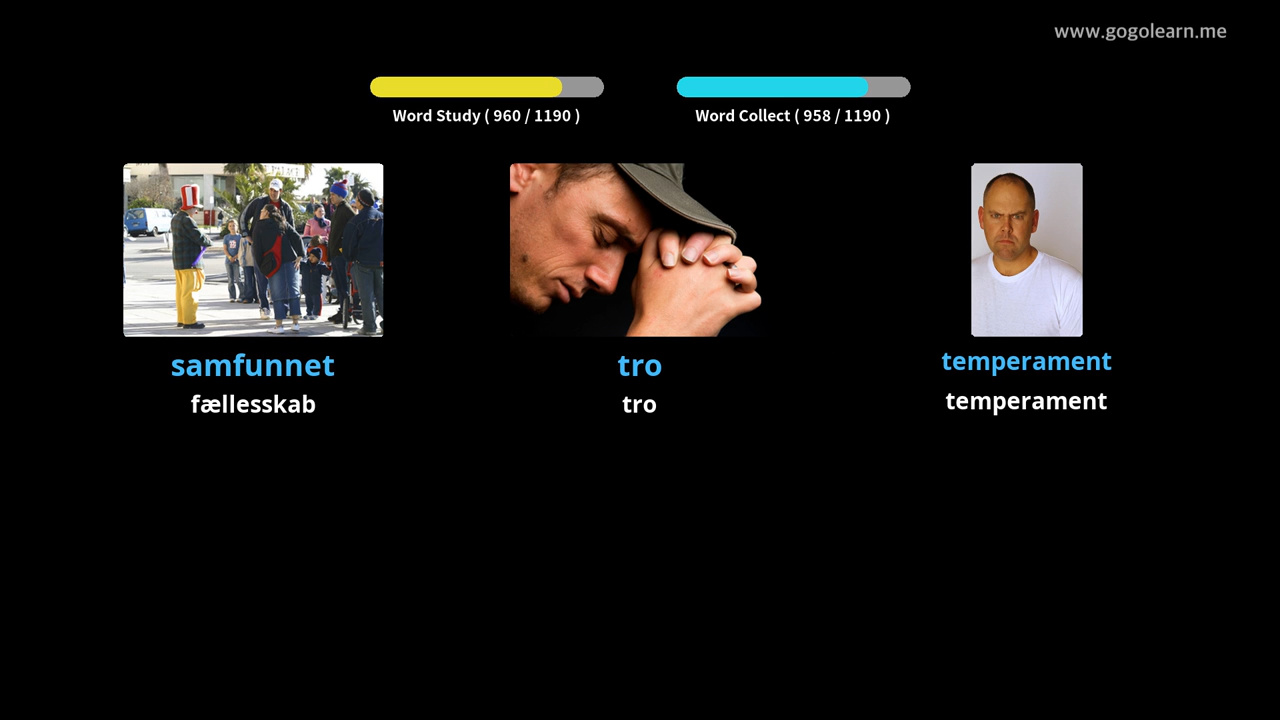 www.gogolearn.me
Word Study ( 960 / 1190 )
Word Collect ( 958 / 1190 )
samfunnet
fællesskab
tro
tro
temperament
temperament